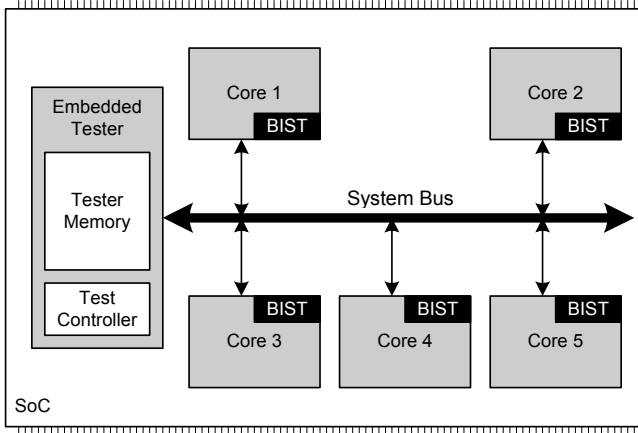 Embedded
Tester
Tester
Memory
Test
Controller
Core 1
BIST
Core 2
BIST
System Bus
BIST
Core 3
BIST
Core 4
BIST
Core 5
SoC